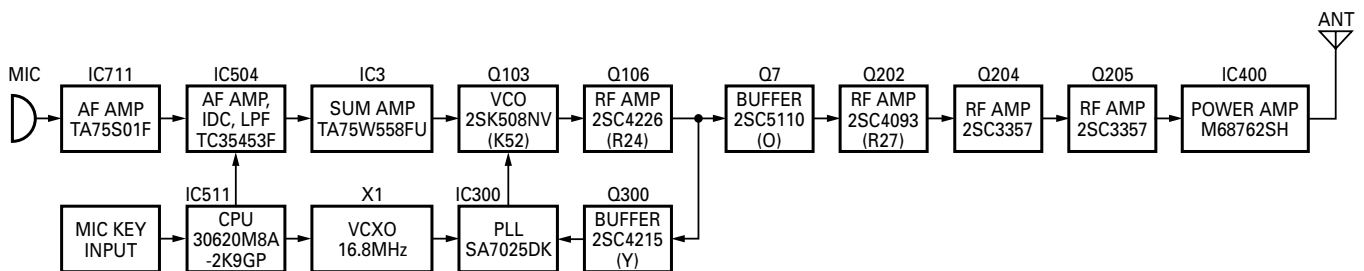 ANT
MIC
IC711
IC504
IC3
Q103
Q106
Q7
Q202
Q204
Q205
IC400
AF AMP
TA75S01F
AF AMP,
IDC, LPF
TC35453F
SUM AMP
TA75W558FU
VCO
2SK508NV
(K52)
RF AMP
2SC4226
(R24)
BUFFER
2SC5110
(O)
RF AMP
2SC4093
(R27)
RF AMP
2SC3357
RF AMP
2SC3357
POWER AMP
M68762SH
IC511
X1
IC300
Q300
MIC KEY
INPUT
CPU
30620M8A
-2K9GP
VCXO
16.8MHz
PLL
SA7025DK
BUFFER
2SC4215
(Y)